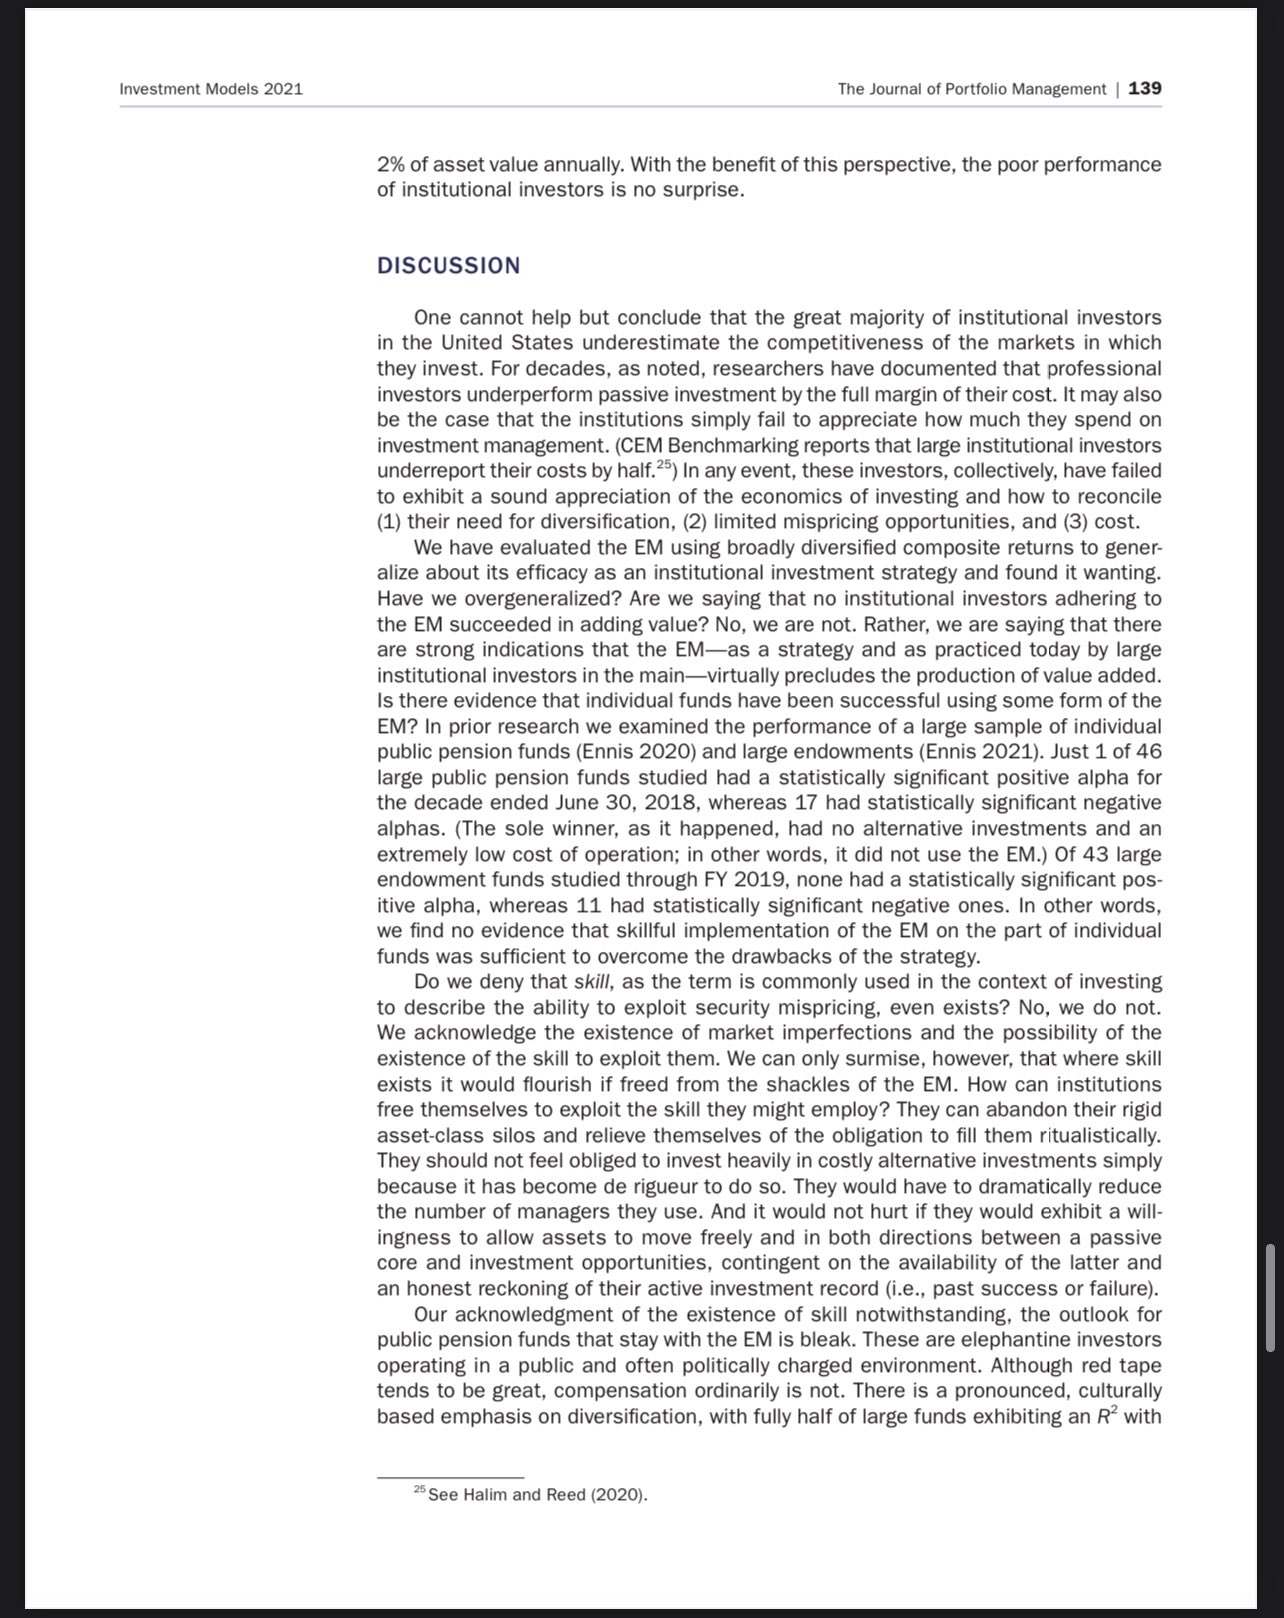 Investment Models 2021
The Journal of Portfolio Management | 139
2% of asset value annually. With the benefit of this perspective, the poor performance
of institutional investors is no surprise.
DISCUSSION
One cannot help but conclude that the great majority of institutional investors
in the United States underestimate the competitiveness of the markets in which
they invest. For decades, as noted, researchers have documented that professional
investors underperform passive investment by the full margin of their cost. It may also
be the case that the institutions simply fail to appreciate how much they spend on
investment management. (CEM Benchmarking reports that large institutional investors
underreport their costs by half.²⁵) In any event, these investors, collectively, have failed
to exhibit a sound appreciation of the economics of investing and how to reconcile
(1) their need for diversification, (2) limited mispricing opportunities, and (3) cost.
We have evaluated the EM using broadly diversified composite returns to gener-
alize about its efficacy as an institutional investment strategy and found it wanting.
Have we overgeneralized? Are we saying that no institutional investors adhering to
the EM succeeded in adding value? No, we are not. Rather, we are saying that there
are strong indications that the EM—as a strategy and as practiced today by large
institutional investors in the main—virtually precludes the production of value added.
Is there evidence that individual funds have been successful using some form of the
EM? In prior research we examined the performance of a large sample of individual
public pension funds (Ennis 2020) and large endowments (Ennis 2021). Just 1 of 46
large public pension funds studied had a statistically significant positive alpha for
the decade ended June 30, 2018, whereas 17 had statistically significant negative
alphas. (The sole winner, as it happened, had no alternative investments and an
extremely low cost of operation; in other words, it did not use the EM.) Of 43 large
endowment funds studied through FY 2019, none had a statistically significant pos-
itive alpha, whereas 11 had statistically significant negative ones. In other words,
we find no evidence that skillful implementation of the EM on the part of individual
funds was sufficient to overcome the drawbacks of the strategy.
Do we deny that skill, as the term is commonly used in the context of investing
to describe the ability to exploit security mispricing, even exists? No, we do not.
We acknowledge the existence of market imperfections and the possibility of the
existence of the skill to exploit them. We can only surmise, however, that where skill
exists it would flourish if freed from the shackles of the EM. How can institutions
free themselves to exploit the skill they might employ? They can abandon their rigid
asset-class silos and relieve themselves of the obligation to fill them ritualistically.
They should not feel obliged to invest heavily in costly alternative investments simply
because it has become de rigueur to do so. They would have to dramatically reduce
the number of managers they use. And it would not hurt if they would exhibit a will-
ingness to allow assets to move freely and in both directions between a passive
core and investment opportunities, contingent on the availability of the latter and
an honest reckoning of their active investment record (i.e., past success or failure).
Our acknowledgment of the existence of skill notwithstanding, the outlook for
public pension funds that stay with the EM is bleak. These are elephantine investors
operating in a public and often politically charged environment. Although red tape
tends to be great, compensation ordinarily is not. There is a pronounced, culturally
based emphasis on diversification, with fully half of large funds exhibiting an R² with
²⁵ See Halim and Reed (2020).